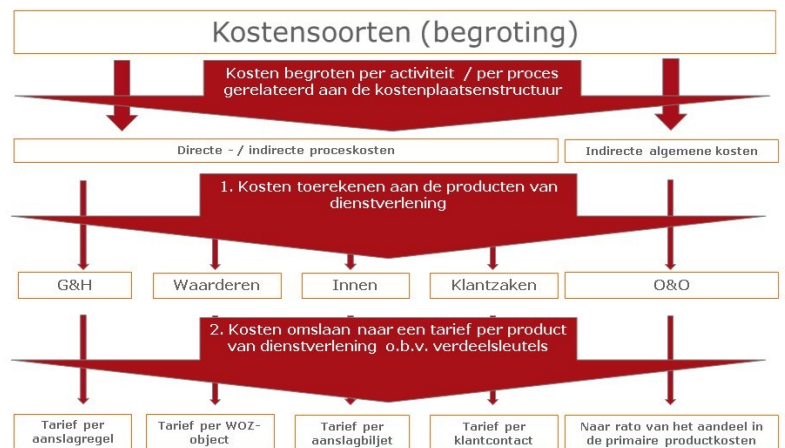 Kostensoorten (begroting)
Kosten begroten per activiteit / per proces
gerelateerd aan de kostenplaatsenstructuur
Directe - / indirecte proceskosten
Indirecte algemene kosten
1. Kosten toerekenen aan de producten van
dienstverlening
G&H
Waarderen
Innen
Klantzaken
O&O
2. Kosten omslaan naar een tarief per product
van dienstverlening o.b.v. verdeelsleutels
Tarief per
aanslagregel
Tarief per WOZ-
object
Tarief per
aanslagbiljet
Tarief per
klantcontact
Naar rato van het aandeel in
de primaire productkosten